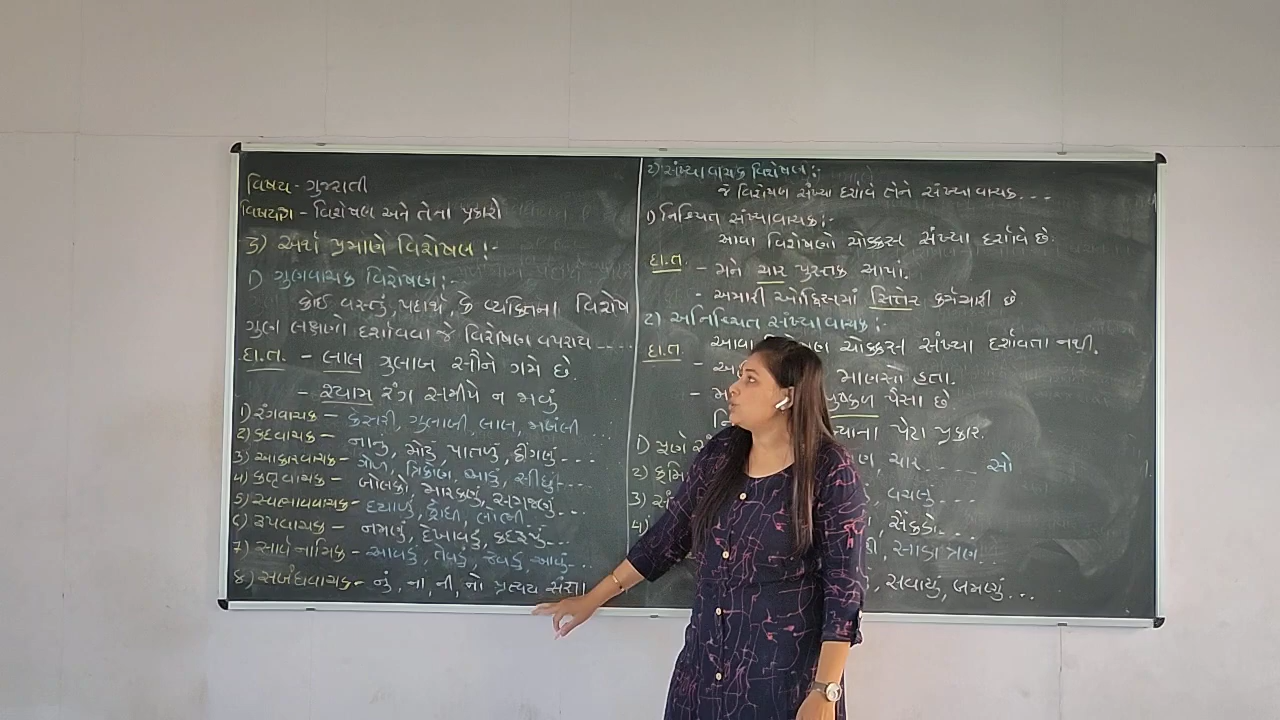 વિષય - ગુજરાતી
વિષયાંગ - વિશેષણ અને તેના પ્રકારો
૩) અર્થ પ્રમાણે વિશેષણ :-
૧) ગુણવાચક વિશેષણ :-
કોઈ વસ્તું, પદાર્થ, કે વ્યક્તિના વિશેષ
ગુણ લક્ષણો દર્શાવવા જે વિશેષણ વપરાય ....
દા.ત. - લાલ ગુલાબ સૌને ગમે છે.
- શ્યામ રંગ સમીપે ન જાવું
૧) રંગવાચક - કેસરી, ગુલાબી, લાલ, ...
૨) કદવાચક - નાનું, મોટું, પાતળું, ઠીંગણું ....
૩) આકારવાચક - ગોળ, ત્રિકોણ, આડું, સીધું ....
૪) કર્તૃવાચક - બોલકો, મારકણું, સમજણું ...
૫) સ્વભાવવાચક - દયાળું, ક્રોધી, લોભી ...
૬) રૂપવાચક - નમણું, દેખાવડું, કદરૂપું ...
૭) સાર્વનામિક - આવડું, તેવડું, જેવડું, આવું ...
૮) સબંધવાચક - નું, ના, ની, નો પ્રત્યય
૨) સંખ્યાવાચક વિશેષણ :-
જે વિશેષણ સંખ્યા દર્શાવે તેને સંખ્યાવાચક ...
૧) નિશ્ચિત સંખ્યાવાચક :-
આવા વિશેષણો ચોક્કસ સંખ્યા દર્શાવે છે.
દા.ત. - મને ચાર પુસ્તક આપાં.
- અમારી ઓફિસમાં સિત્તેર કર્મચારી છે
૨) અનિશ્ચિત સંખ્યાવાચક :-
આવા વિશેષણ ચોક્કસ સંખ્યા દર્શાવતા નથી.
દા.ત - માણસો હતા.
- પુષ્કળ પૈસા છે.
પેટા પ્રકાર.
૧) પૂર્ણ ચાર ..... સો
૨) વચલું ...
૩) સેંકડો ..
૪) સાડા ત્રણ
સવાયું, બમણું ...